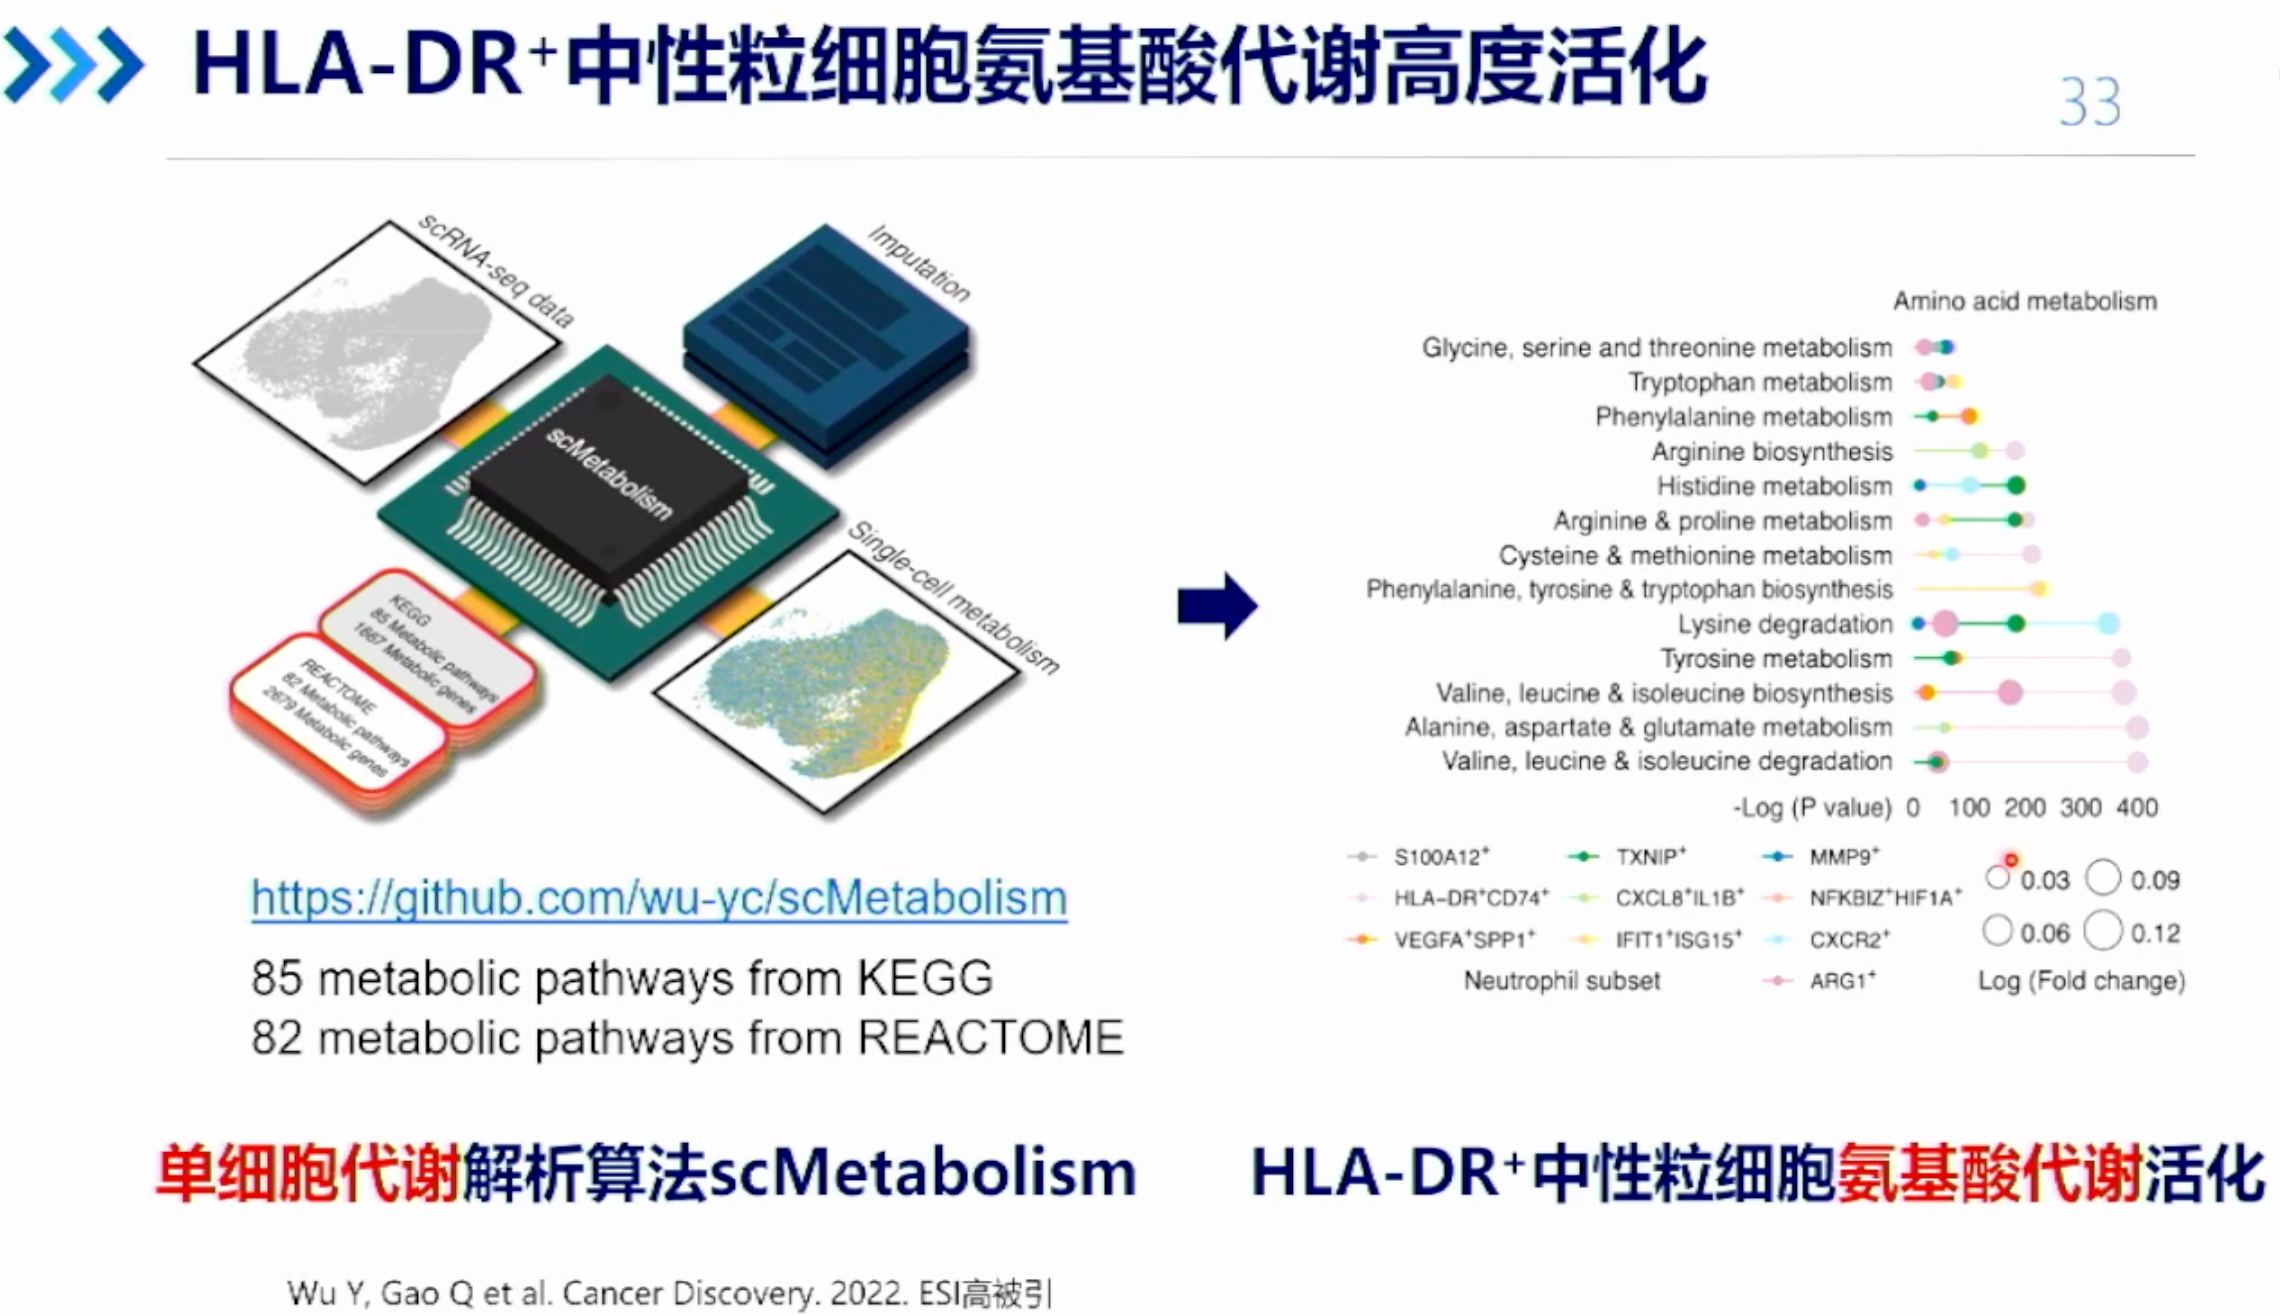 HLA-DR⁺中性粒细胞氨基酸代谢高度活化
33
scRNA-seq data
Imputation
scMetabolism
Single-cell metabolism
KEGG
85 Metabolic pathways
1667 Metabolic genes
REACTOME
82 Metabolic pathways
2679 Metabolic genes
https://github.com/wu-yc/scMetabolism
85 metabolic pathways from KEGG
82 metabolic pathways from REACTOME
Amino acid metabolism
Glycine, serine and threonine metabolism
Tryptophan metabolism
Phenylalanine metabolism
Arginine biosynthesis
Histidine metabolism
Arginine & proline metabolism
Cysteine & methionine metabolism
Phenylalanine, tyrosine & tryptophan biosynthesis
Lysine degradation
Tyrosine metabolism
Valine, leucine & isoleucine biosynthesis
Alanine, aspartate & glutamate metabolism
Valine, leucine & isoleucine degradation
-Log (P value) 0 100 200 300 400
S100A12⁺ TXNIP⁺ MMP9⁺
HLA-DR⁺CD74⁺ CXCL8⁺IL1B⁺ NFKBIZ⁺HIF1A⁺
VEGFA⁺SPP1⁺ IFIT1⁺ISG15⁺ CXCR2⁺
Neutrophil subset ARG1⁺
0.03 0.09
0.06 0.12
Log (Fold change)
单细胞代谢解析算法scMetabolism
HLA-DR⁺中性粒细胞氨基酸代谢活化
Wu Y, Gao Q et al. Cancer Discovery. 2022. ESI高被引